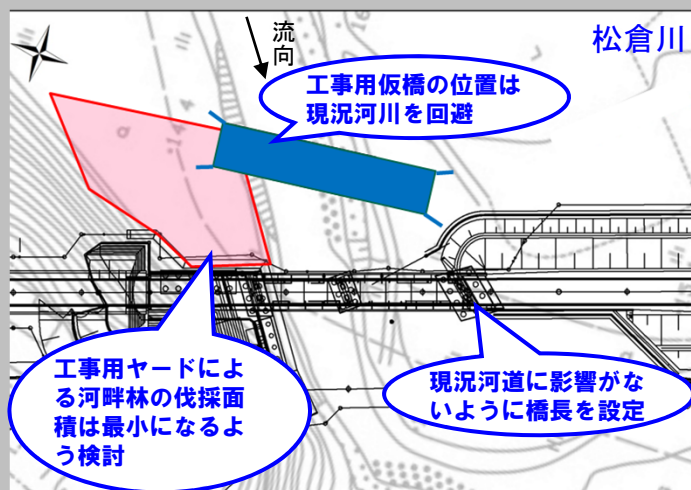 松倉川
流向
工事用仮橋の位置は
現況河川を回避
工事用ヤードによ
る河畔林の伐採面
積は最小になるよ
う検討
現況河道に影響がな
いように橋長を設定